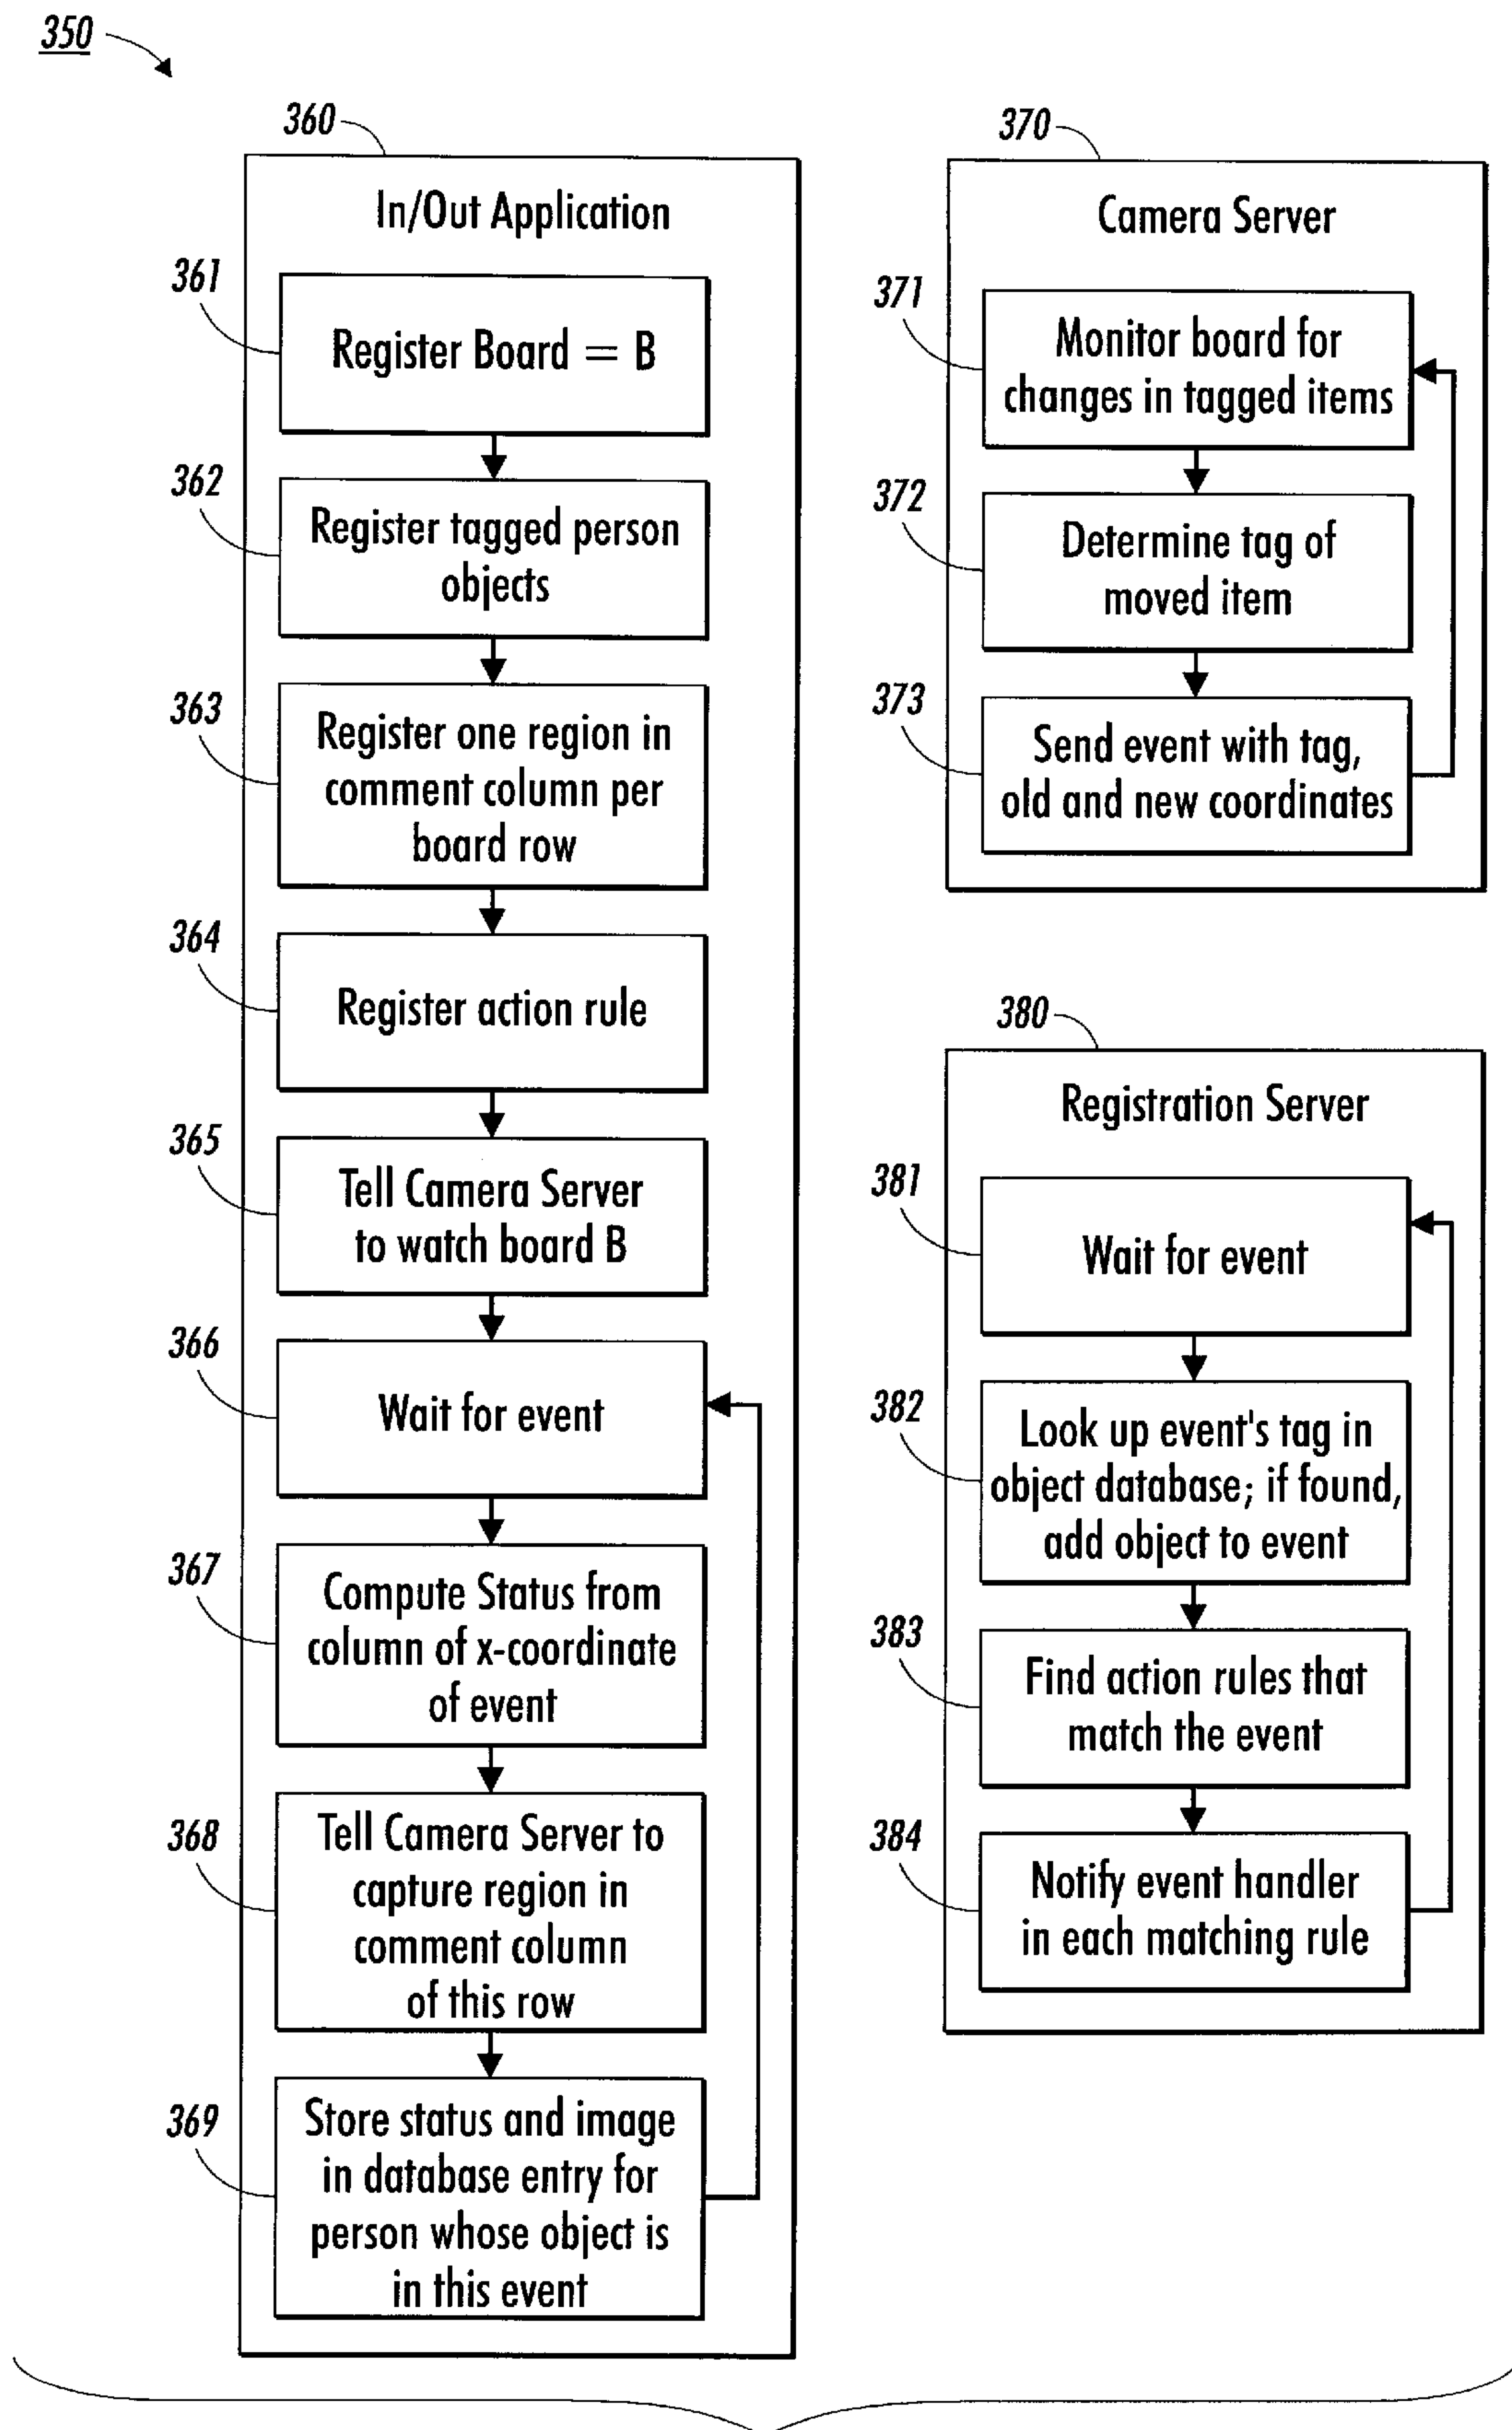 350
360
In/Out Application
361
Register Board = B
362
Register tagged person
objects
363
Register one region in
comment column per
board row
364
Register action rule
365
Tell Camera Server
to watch board B
366
Wait for event
367
Compute Status from
column of x-coordinate
of event
368
Tell Camera Server to
capture region in
comment column
of this row
369
Store status and image
in database entry for
person whose object is
in this event
370
Camera Server
371
Monitor board for
changes in tagged items
372
Determine tag of
moved item
373
Send event with tag,
old and new coordinates
380
Registration Server
381
Wait for event
382
Look up event's tag in
object database; if found,
add object to event
383
Find action rules that
match the event
384
Notify event handler
in each matching rule